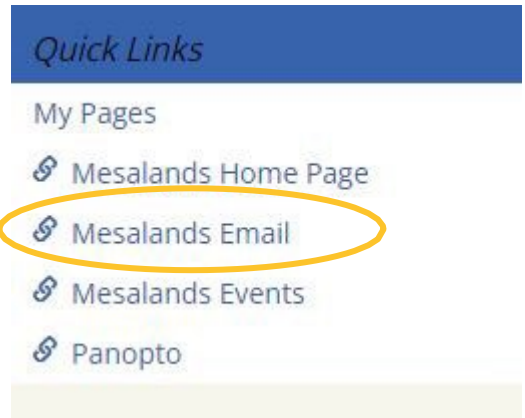 Quick Links
My Pages
Mesalands Home Page
Mesalands Email
Mesalands Events
Panopto